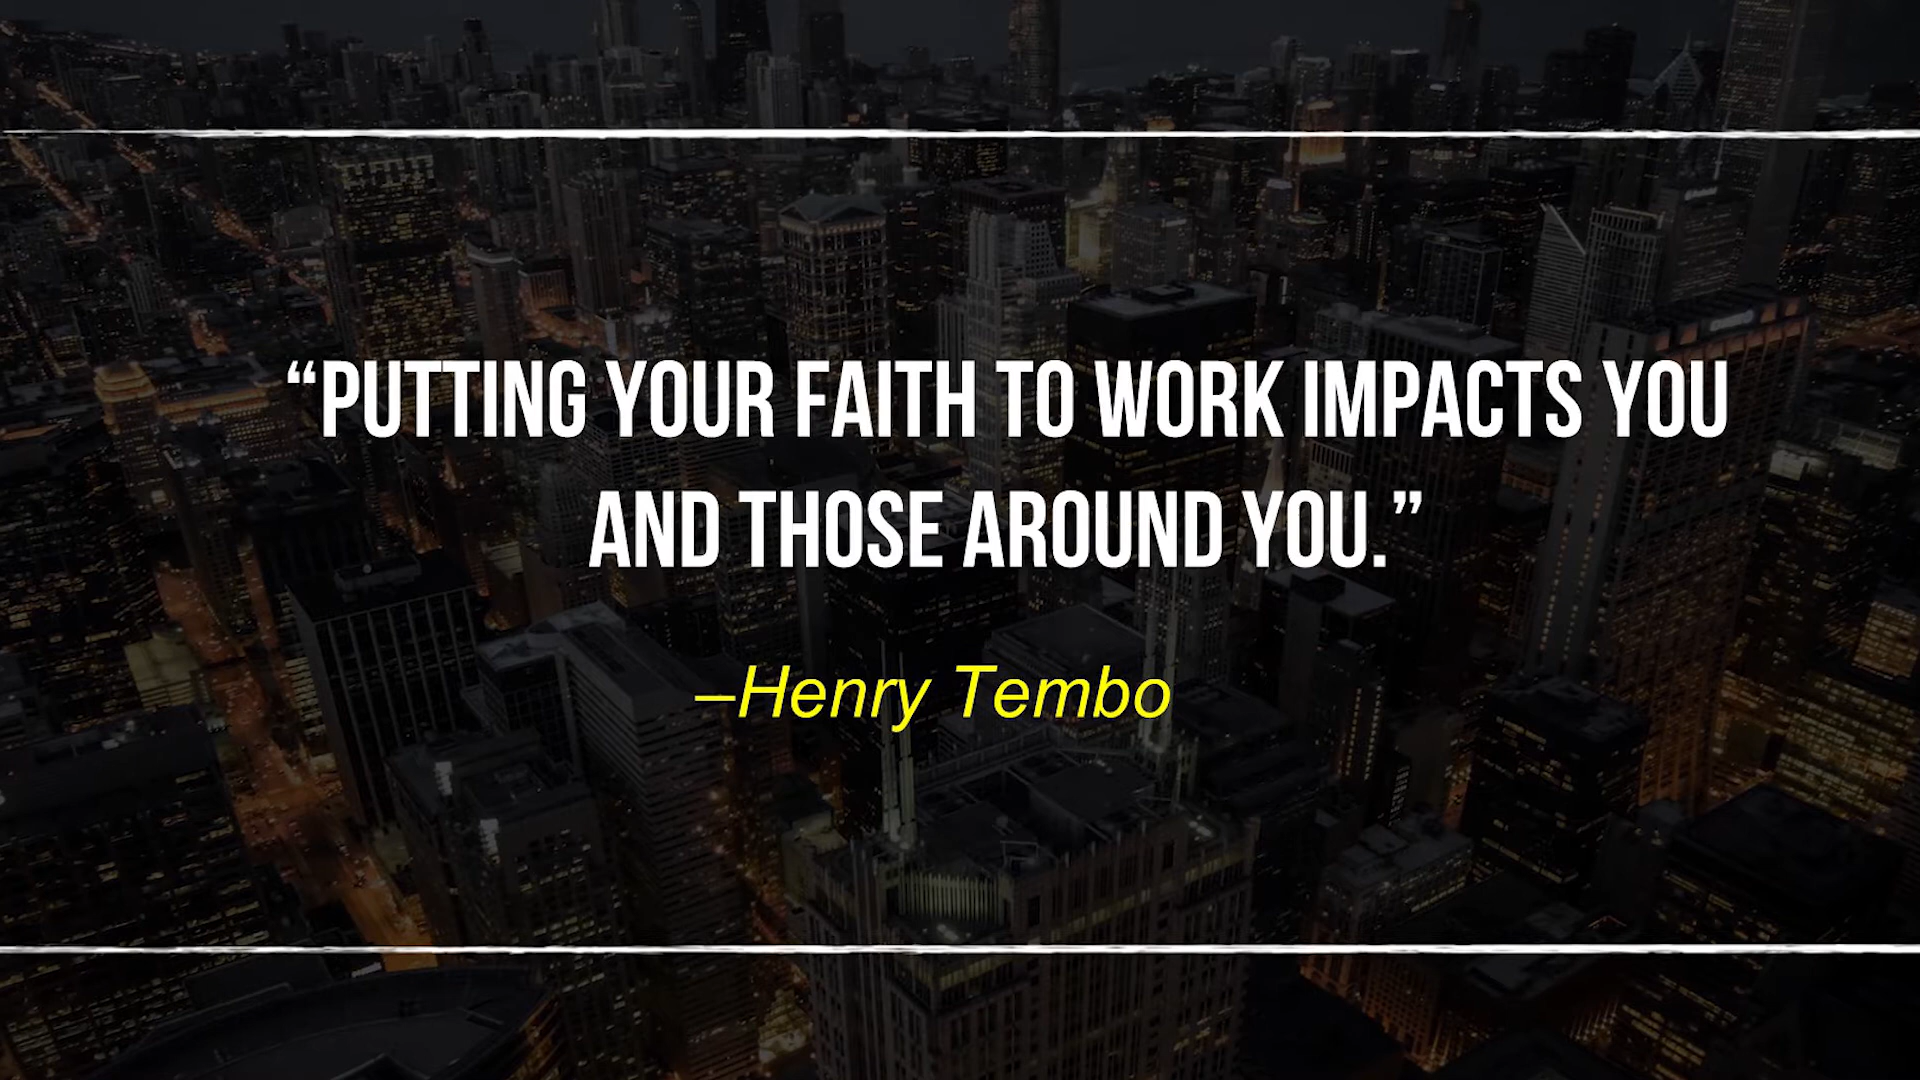 “PUTTING YOUR FAITH TO WORK IMPACTS YOU
AND THOSE AROUND YOU.”
–Henry Tembo